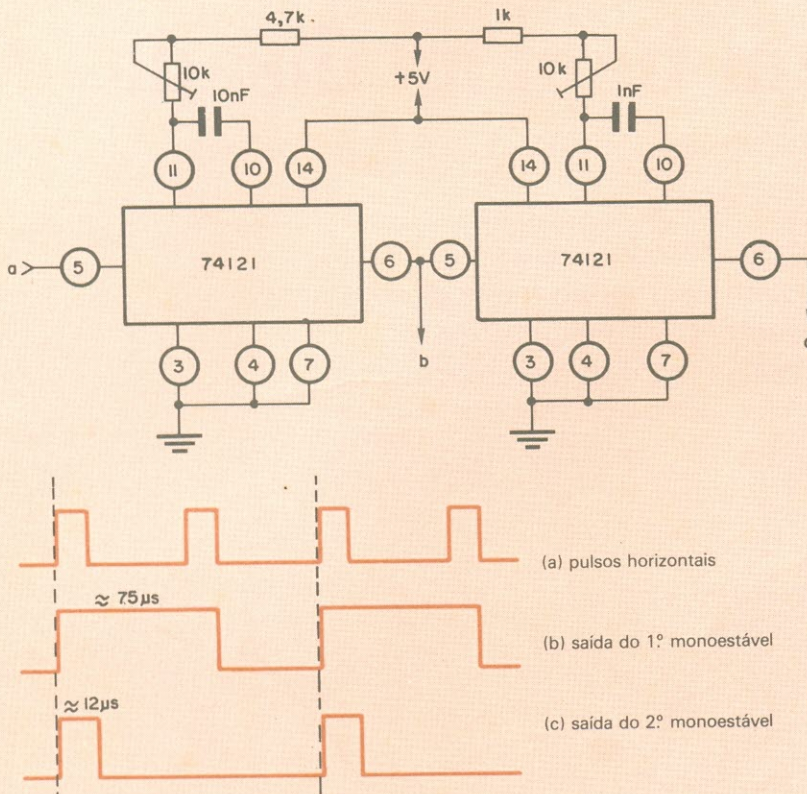 4,7k 1k
10k +5V 10k
10nF 1nF
11 10 14 14 11 10
a 5 74121 6 5 74121 6
3 4 7 b 3 4 7
(a) pulsos horizontais
≈ 75µs
(b) saída do 1º monoestável
≈ 12µs
(c) saída do 2º monoestável